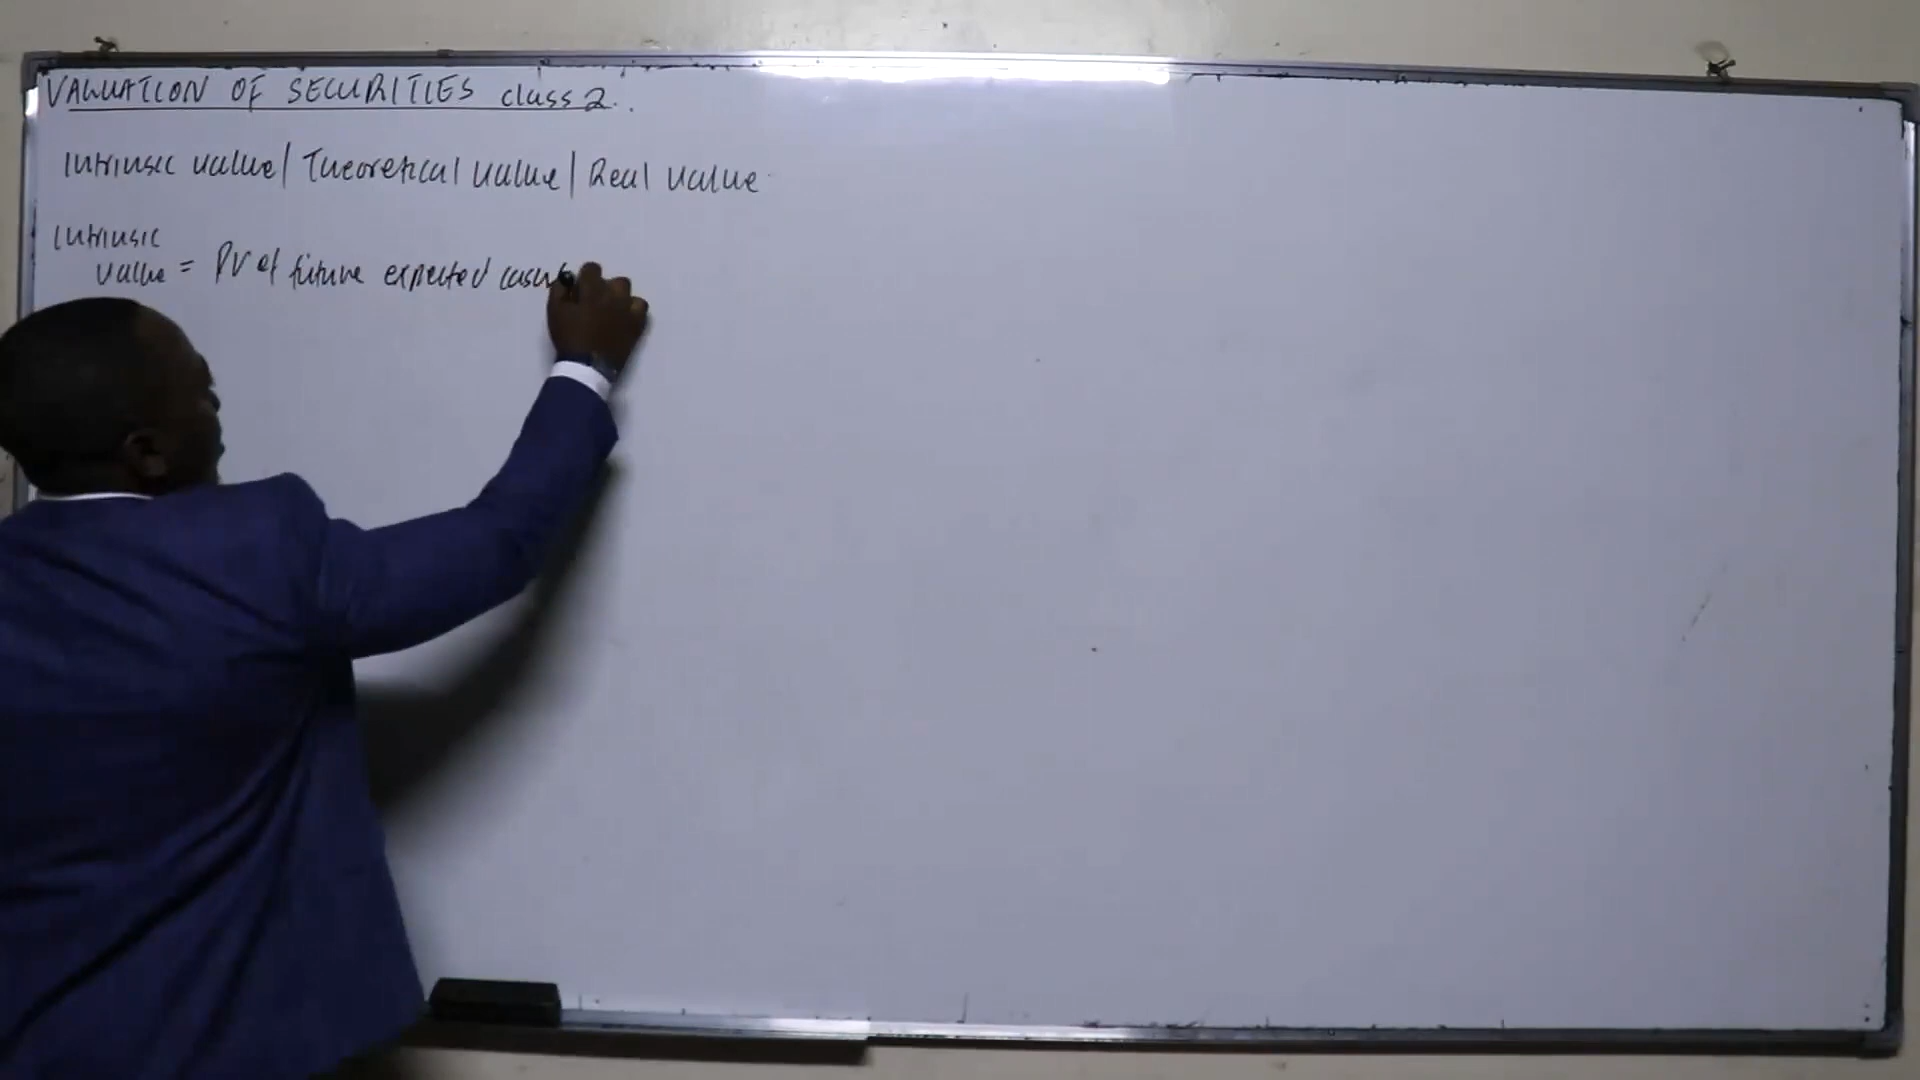 VALUATION OF SECURITIES class 2.
Intrinsic value | Theoretical value | Real value
Intrinsic
value = PV of future expected cash